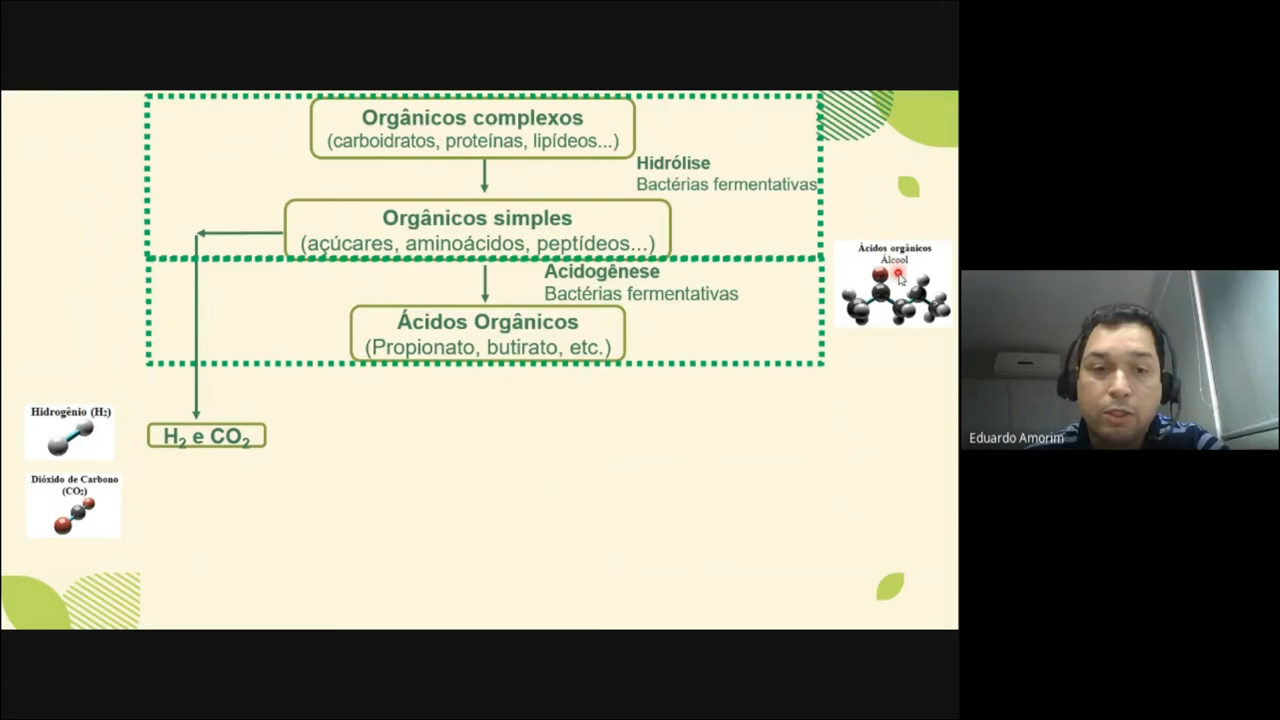 Orgânicos complexos
(carboidratos, proteínas, lipídeos...)
Hidrólise
Bactérias fermentativas
Orgânicos simples
(açúcares, aminoácidos, peptídeos...)
Acidogênese
Bactérias fermentativas
Ácidos Orgânicos
(Propionato, butirato, etc.)
Ácidos orgânicos
Álcool
Hidrogênio (H₂)
H₂ e CO₂
Dióxido de Carbono
(CO₂)
Eduardo Amorim